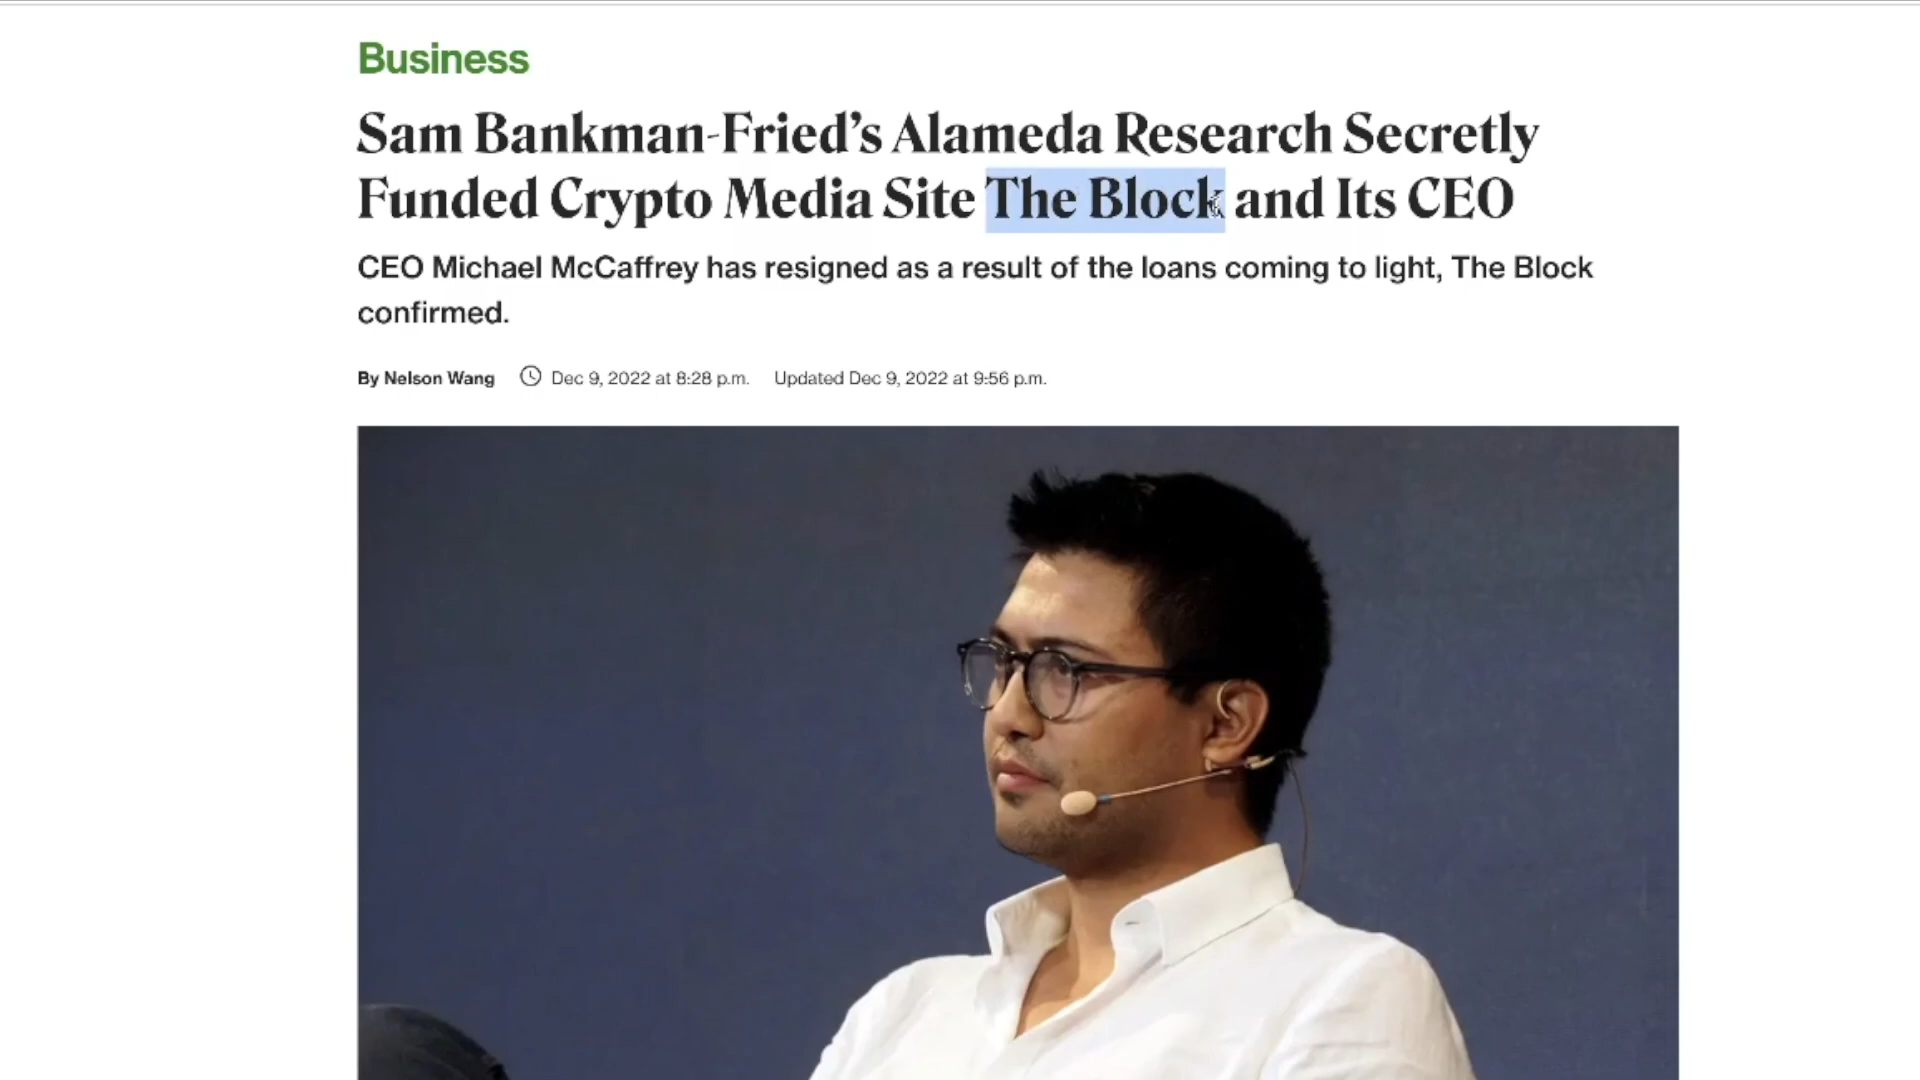 Business
Sam Bankman-Fried’s Alameda Research Secretly
Funded Crypto Media Site The Block and Its CEO
CEO Michael McCaffrey has resigned as a result of the loans coming to light, The Block
confirmed.
By Nelson Wang Dec 9, 2022 at 8:28 p.m. Updated Dec 9, 2022 at 9:56 p.m.